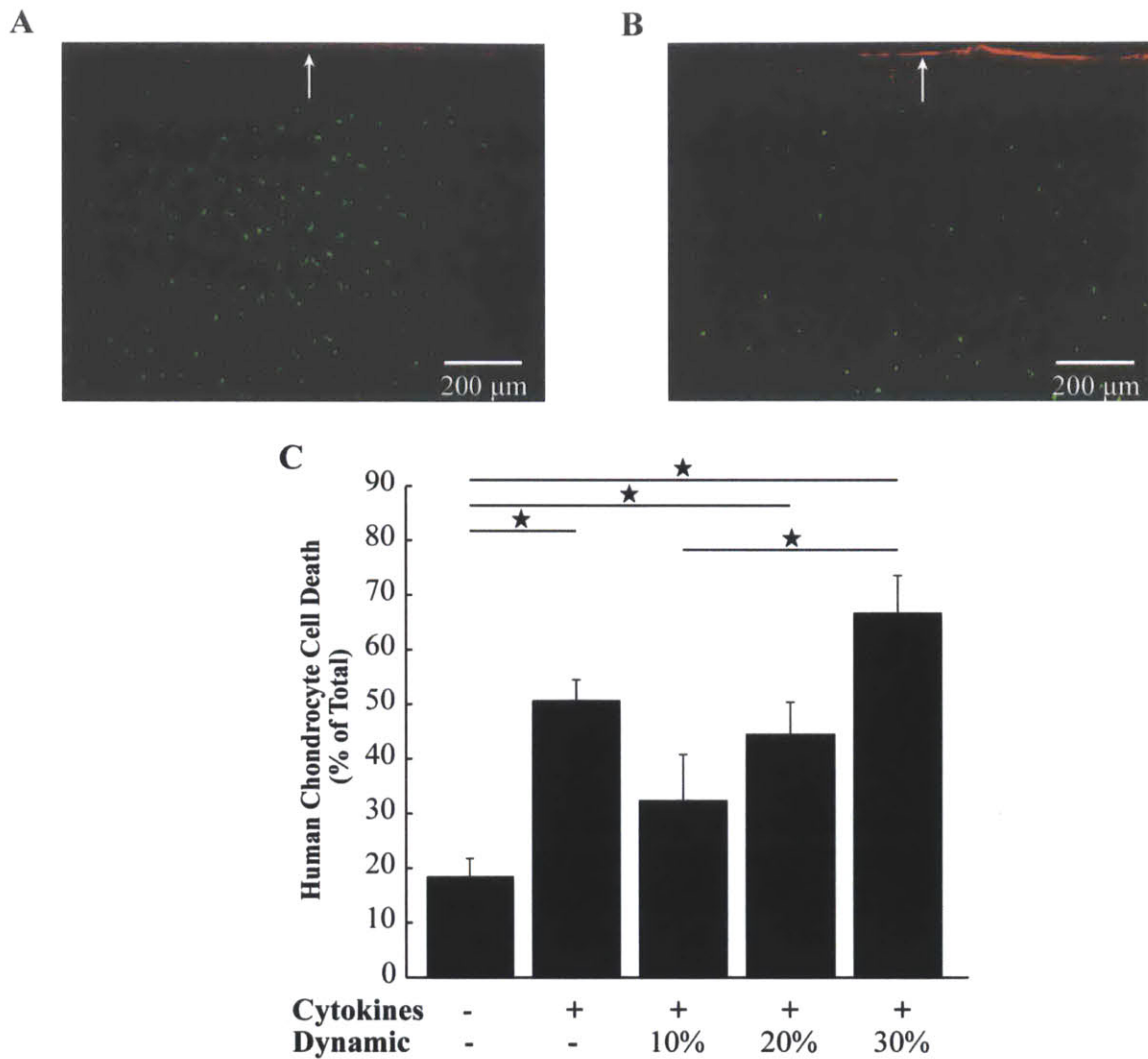 A
B
200 μm
200 μm
C
Human Chondrocyte Cell Death
(% of Total)
90
80
70
60
50
40
30
20
10
0
Cytokines - + + + +
Dynamic - - 10% 20% 30%